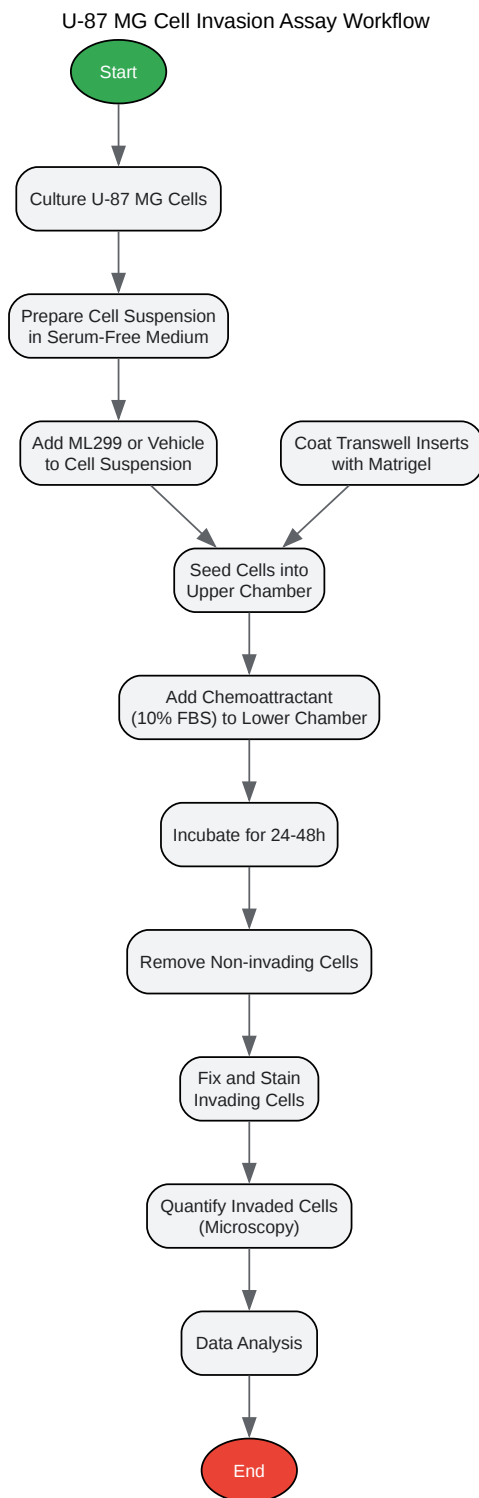 U-87 MG Cell Invasion Assay Workflow
Start
Culture U-87 MG Cells
Prepare Cell Suspension
in Serum-Free Medium
Add ML299 or Vehicle
to Cell Suspension
Coat Transwell Inserts
with Matrigel
Seed Cells into
Upper Chamber
Add Chemoattractant
(10% FBS) to Lower Chamber
Incubate for 24-48h
Remove Non-invading Cells
Fix and Stain
Invading Cells
Quantify Invaded Cells
(Microscopy)
Data Analysis
End